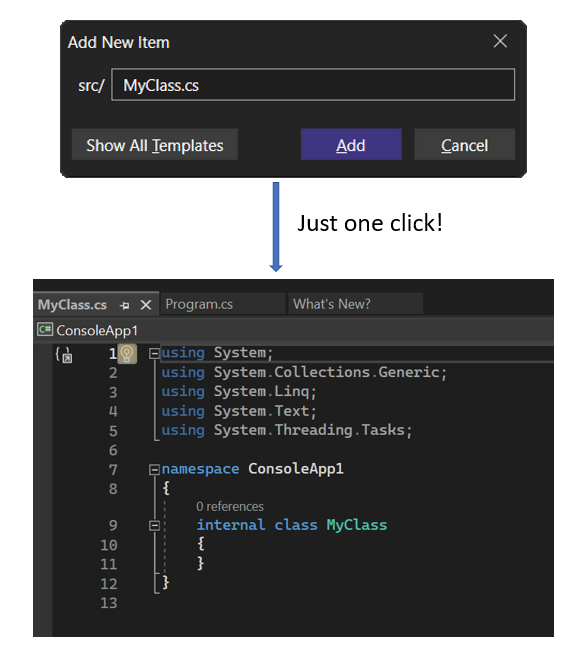 Add New Item
src/ MyClass.cs
Show All Templates Add Cancel
Just one click!
MyClass.cs Program.cs What's New?
C# ConsoleApp1
1 using System;
2 using System.Collections.Generic;
3 using System.Linq;
4 using System.Text;
5 using System.Threading.Tasks;
6
7 namespace ConsoleApp1
8 {
0 references
9 internal class MyClass
10 {
11 }
12 }
13